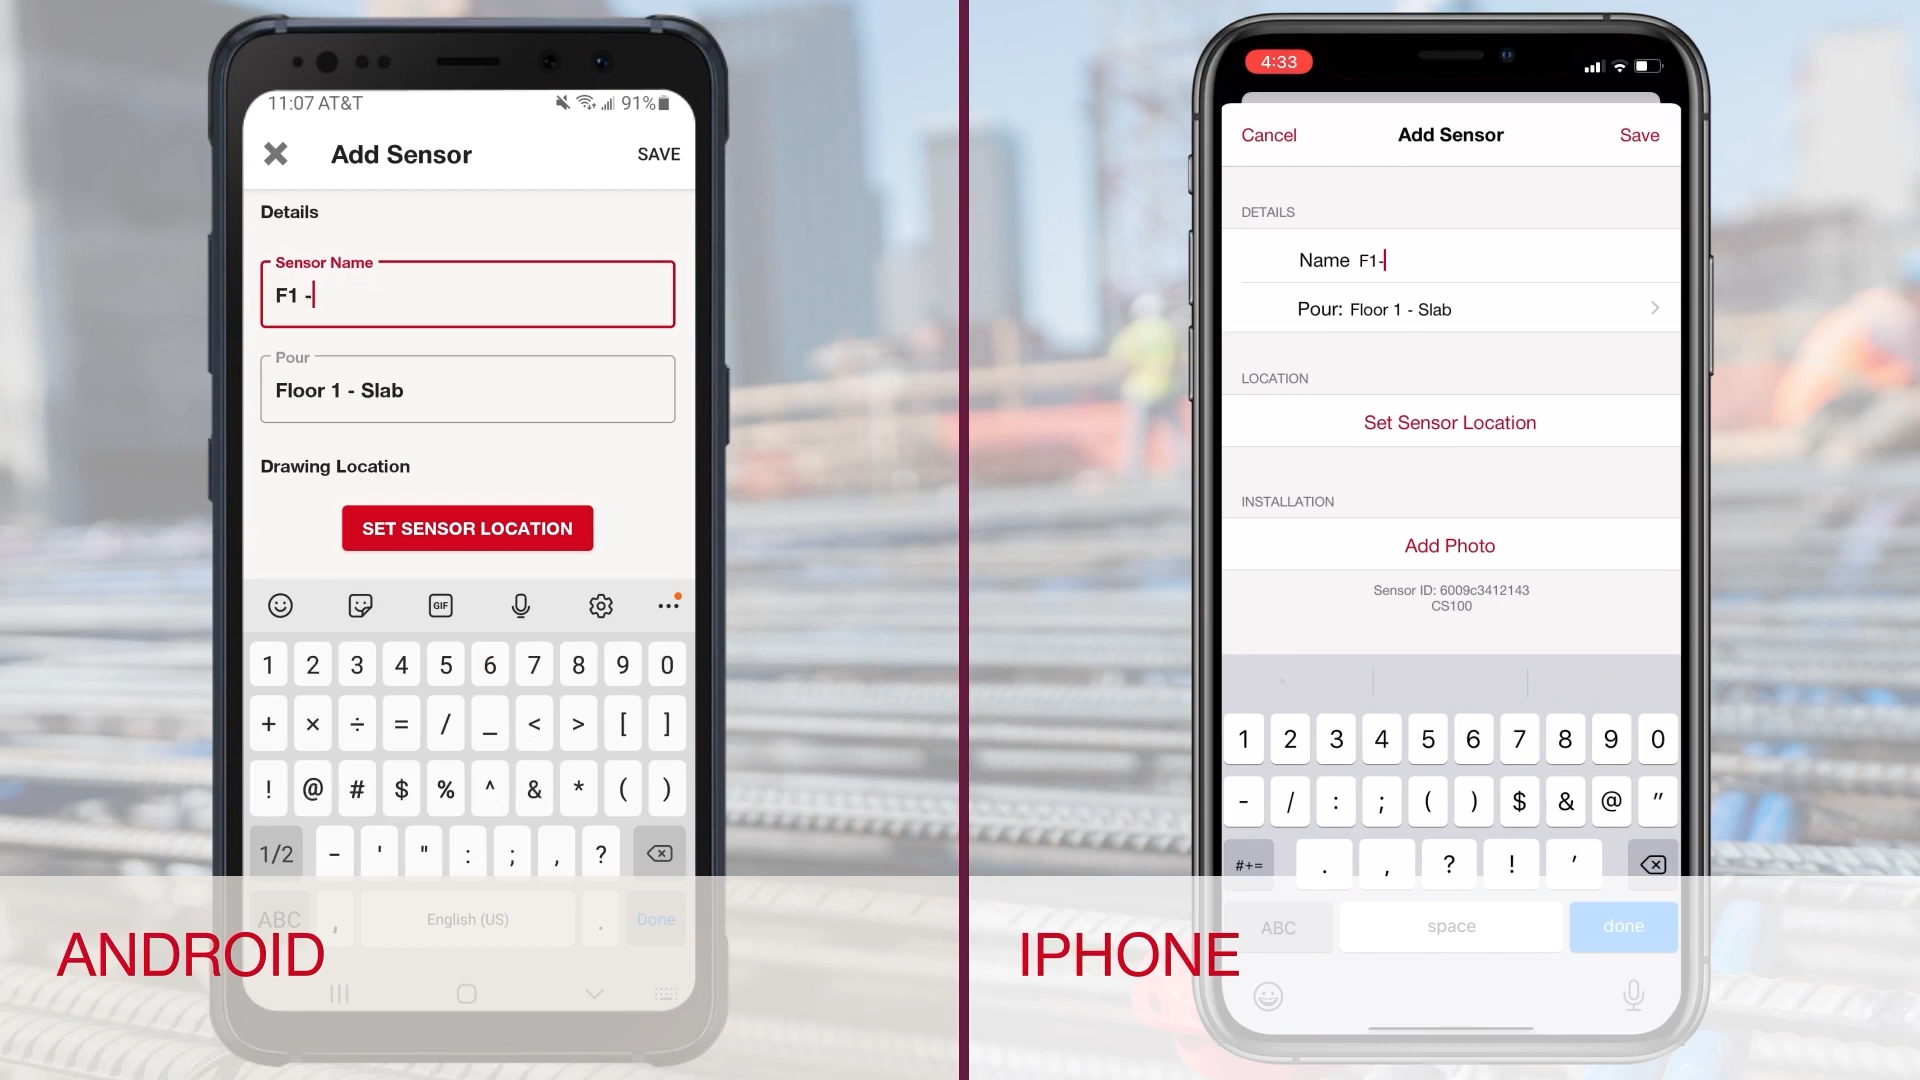 11:07 AT&T 91%
Add Sensor SAVE
Details
Sensor Name
F1 -
Pour
Floor 1 - Slab
Drawing Location
SET SENSOR LOCATION
GIF
1 2 3 4 5 6 7 8 9 0
+ × ÷ = / _ < > [ ]
! @ # $ % ^ & * ( )
1/2 - ' " : ; , ?
ABC , English (US) . Done
ANDROID
4:33
Cancel Add Sensor Save
DETAILS
Name F1-
Pour: Floor 1 - Slab
LOCATION
Set Sensor Location
INSTALLATION
Add Photo
Sensor ID: 6009c3412143
CS100
1 2 3 4 5 6 7 8 9 0
- / : ; ( ) $ & @ "
#+= . , ? ! '
ABC space done
IPHONE